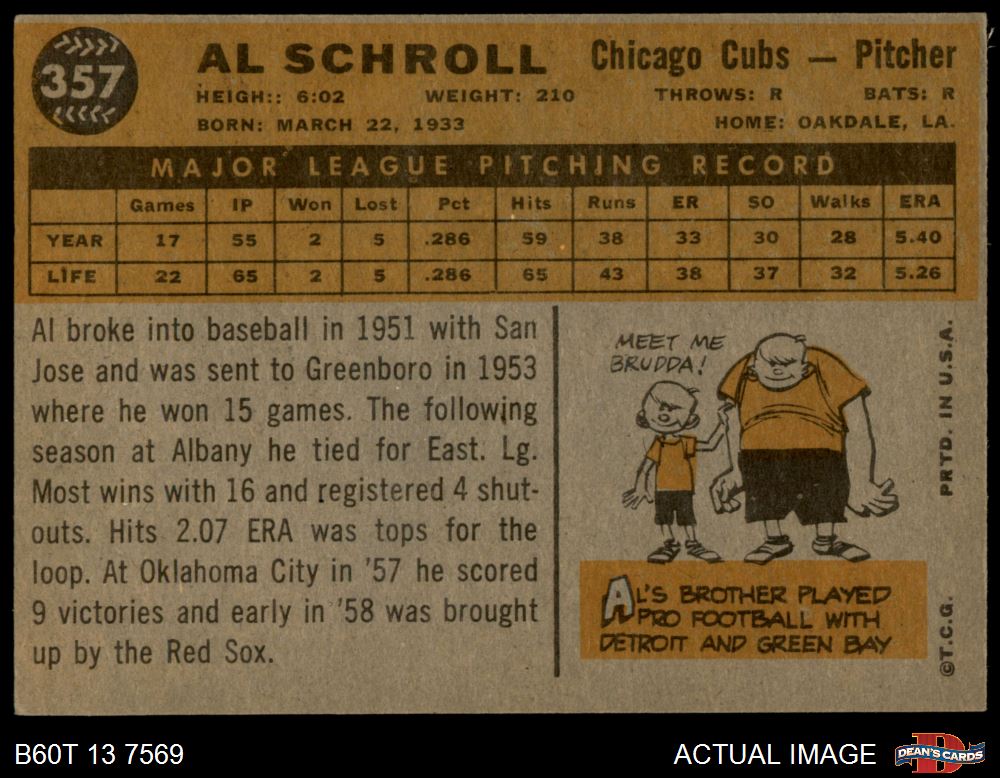 357
AL SCHROLL Chicago Cubs — Pitcher
HEIGH:: 6:02 WEIGHT: 210 THROWS: R BATS: R
BORN: MARCH 22, 1933 HOME: OAKDALE, LA.
MAJOR LEAGUE PITCHING RECORD
Games IP Won Lost Pct Hits Runs ER SO Walks ERA
YEAR 17 55 2 5 .286 59 38 33 30 28 5.40
LIFE 22 65 2 5 .286 65 43 38 37 32 5.26
Al broke into baseball in 1951 with San
Jose and was sent to Greenboro in 1953
where he won 15 games. The following
season at Albany he tied for East. Lg.
Most wins with 16 and registered 4 shut-
outs. Hits 2.07 ERA was tops for the
loop. At Oklahoma City in '57 he scored
9 victories and early in '58 was brought
up by the Red Sox.
MEET ME
BRUDDA!
AL'S BROTHER PLAYED
PRO FOOTBALL WITH
DETROIT AND GREEN BAY
©T.C.G. PRTD. IN U.S.A.
B60T 13 7569 ACTUAL IMAGE DEAN'S CARDS